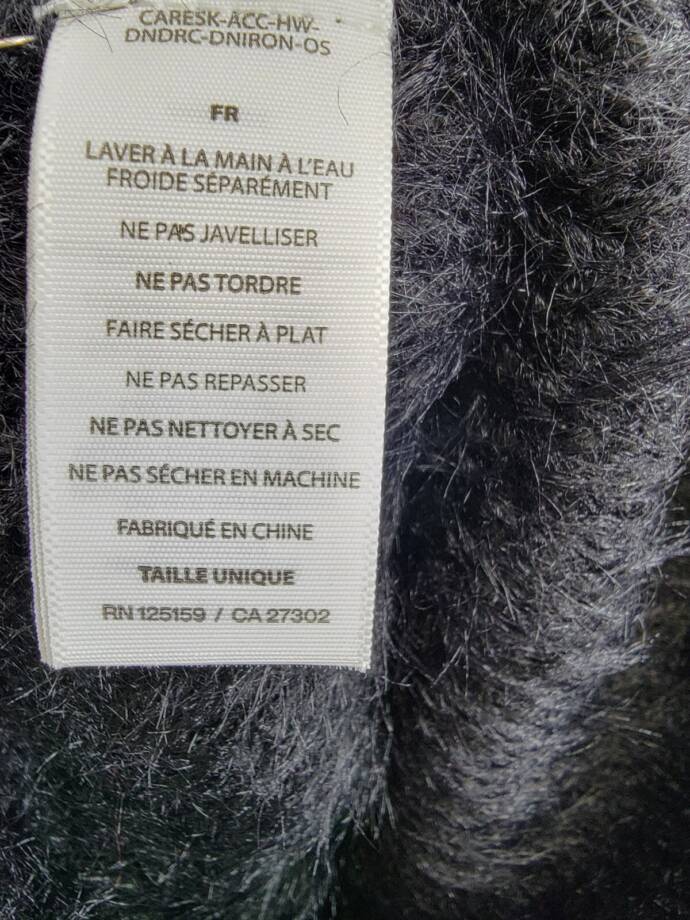 CARESK-ACC-HW-
DNDRC-DNIRON-OS
FR
LAVER À LA MAIN À L'EAU
FROIDE SÉPARÉMENT
NE PAS JAVELLISER
NE PAS TORDRE
FAIRE SÉCHER À PLAT
NE PAS REPASSER
NE PAS NETTOYER À SEC
NE PAS SÉCHER EN MACHINE
FABRIQUÉ EN CHINE
TAILLE UNIQUE
RN 125159 / CA 27302